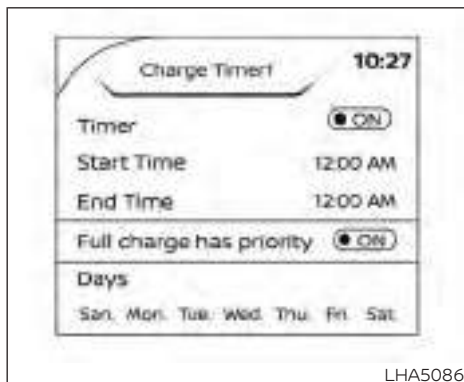 Charge Timer1 10:27
Timer ON
Start Time 12:00 AM
End Time 12:00 AM
Full charge has priority ON
Days
San. Mon. Tue. Wed. Thu. Fri. Sat.
LHA5086